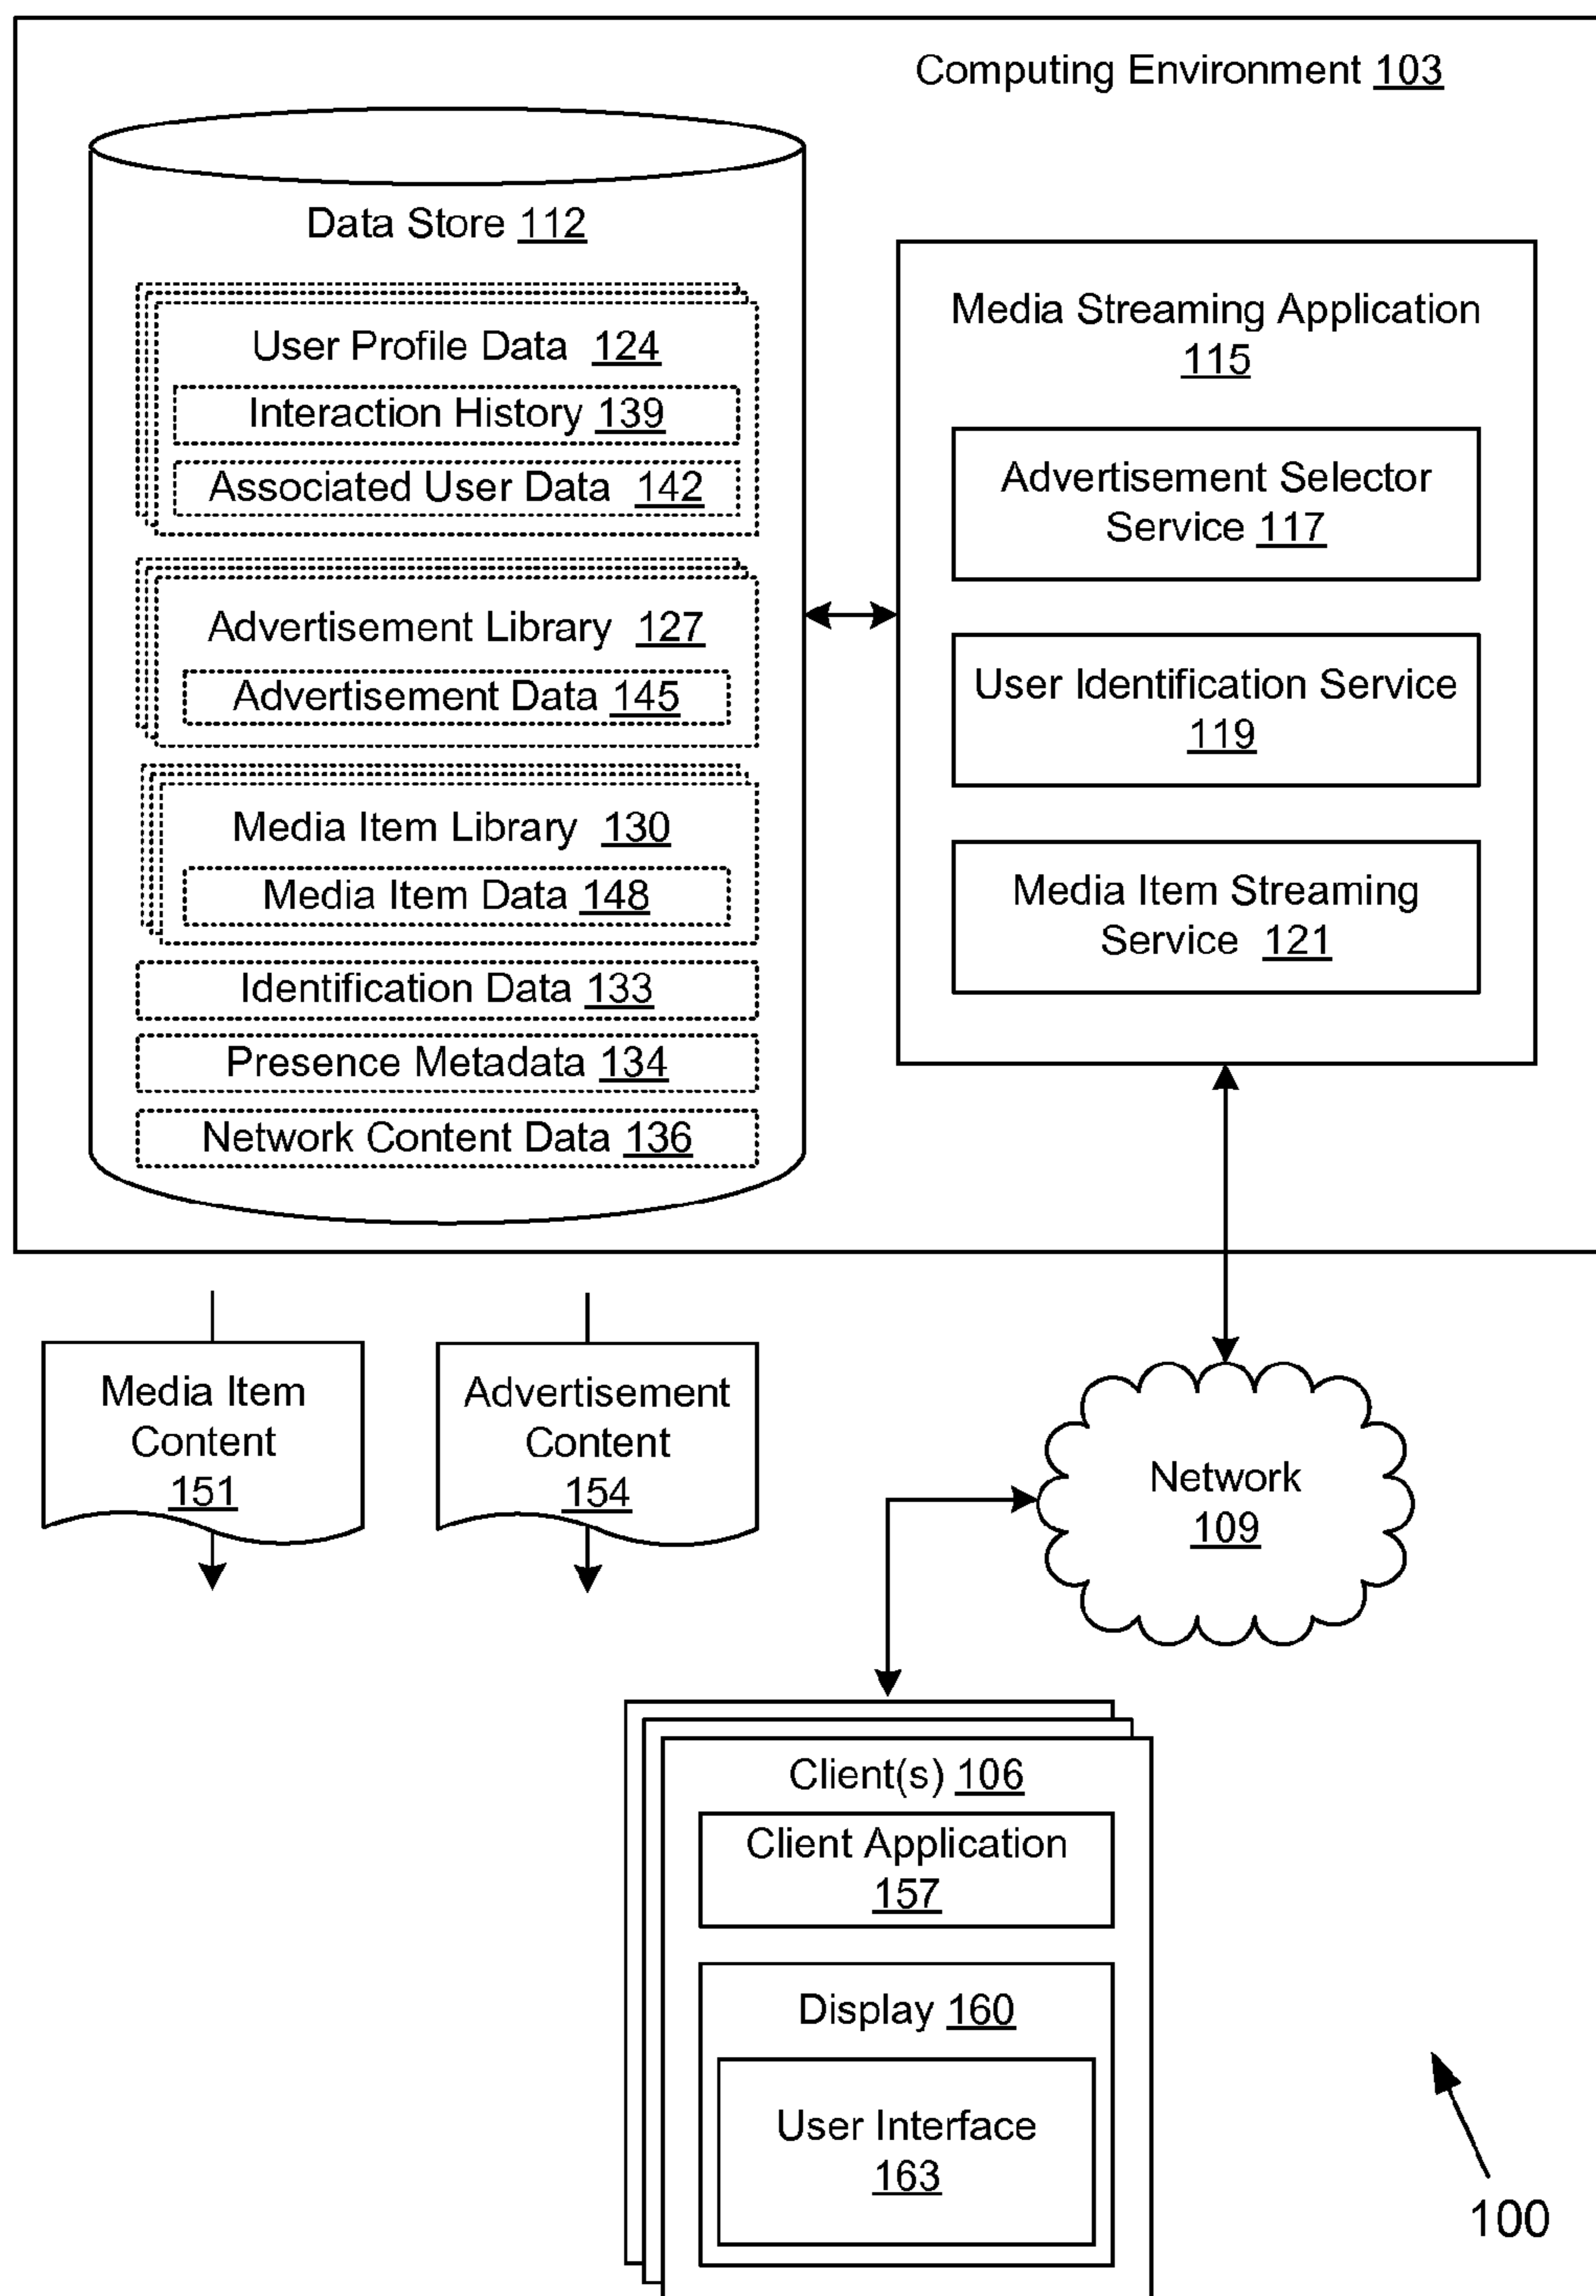 Computing Environment 103
Data Store 112
User Profile Data 124
Interaction History 139
Associated User Data 142
Advertisement Library 127
Advertisement Data 145
Media Item Library 130
Media Item Data 148
Identification Data 133
Presence Metadata 134
Network Content Data 136
Media Streaming Application
115
Advertisement Selector
Service 117
User Identification Service
119
Media Item Streaming
Service 121
Media Item
Content
151
Advertisement
Content
154
Network
109
Client(s) 106
Client Application
157
Display 160
User Interface
163
100